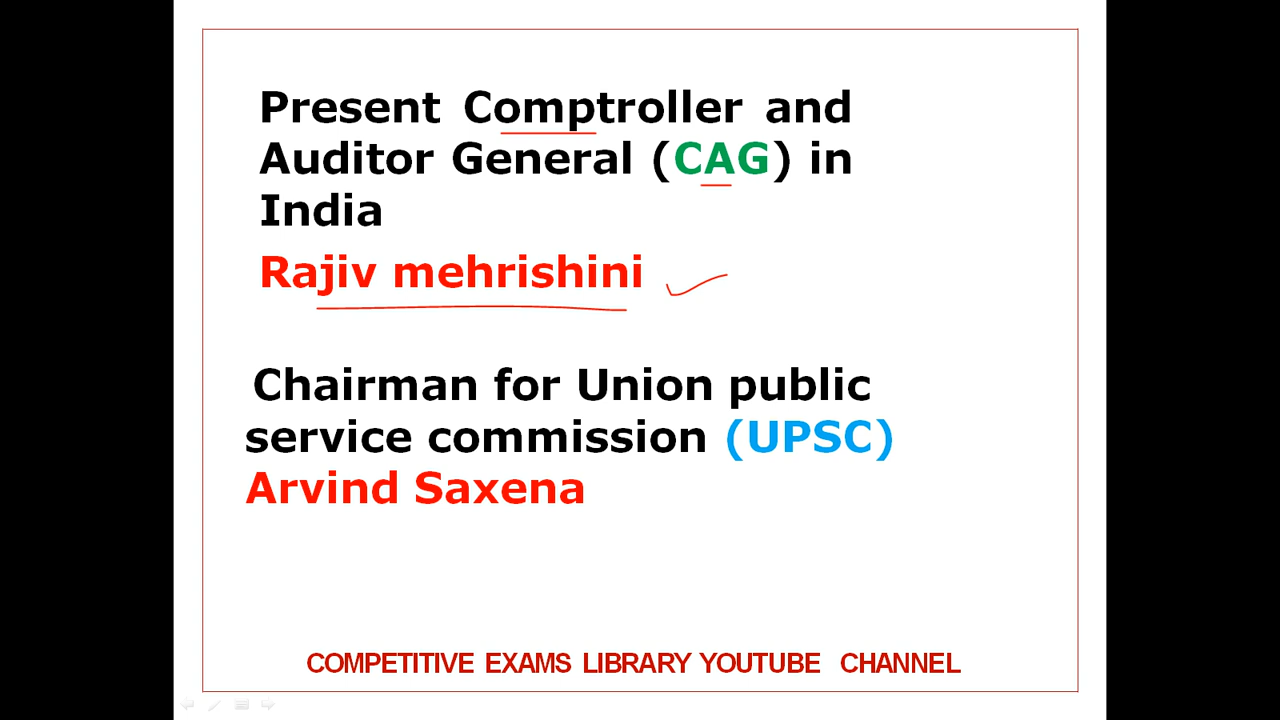 Present Comptroller and
Auditor General (CAG) in
India
Rajiv mehrishini
Chairman for Union public
service commission (UPSC)
Arvind Saxena
COMPETITIVE EXAMS LIBRARY YOUTUBE CHANNEL